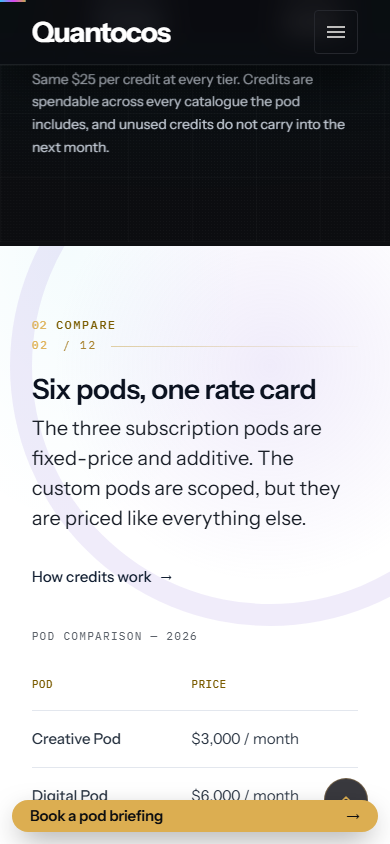 Quantocos
Same $25 per credit at every tier. Credits are
spendable across every catalogue the pod
includes, and unused credits do not carry into the
next month.
02 COMPARE
02 / 12
Six pods, one rate card
The three subscription pods are
fixed-price and additive. The
custom pods are scoped, but they
are priced like everything else.
How credits work →
POD COMPARISON — 2026
POD PRICE
Creative Pod $3,000 / month
Digital Pod $6,000 / month
Book a pod briefing →